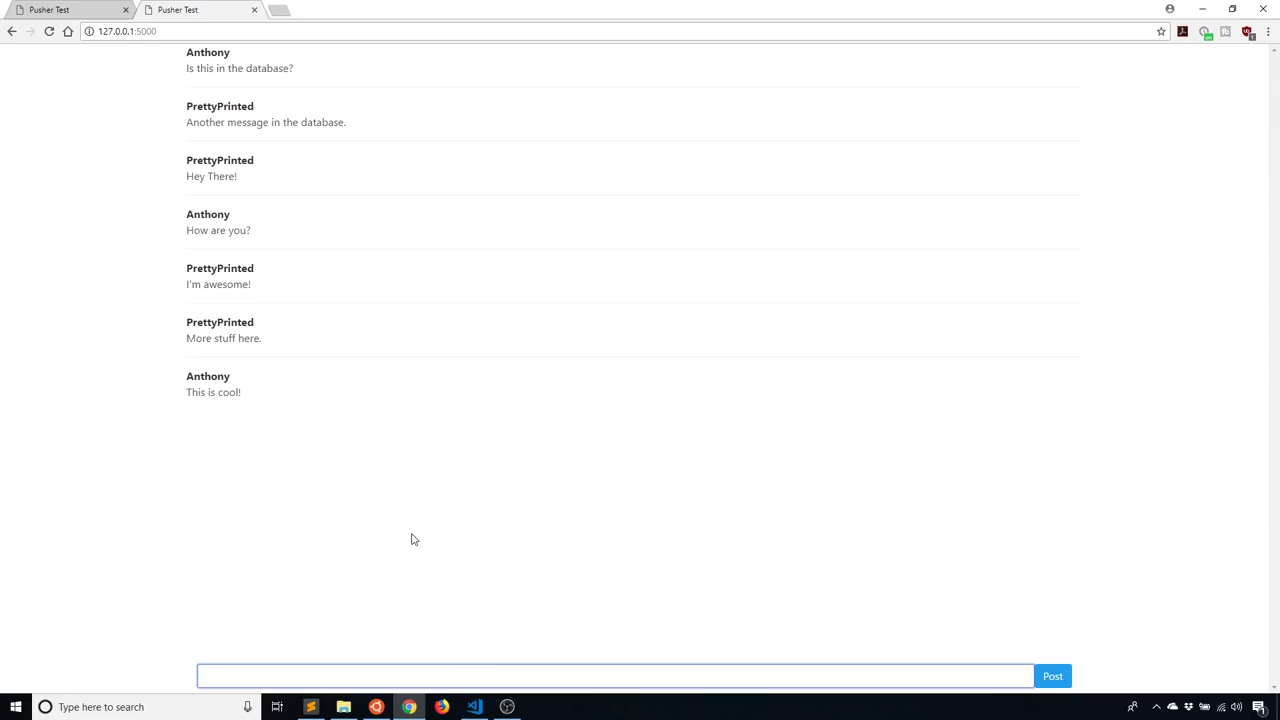 Pusher Test
Pusher Test
127.0.0.1:5000
Anthony
Is this in the database?
PrettyPrinted
Another message in the database.
PrettyPrinted
Hey There!
Anthony
How are you?
PrettyPrinted
I'm awesome!
PrettyPrinted
More stuff here.
Anthony
This is cool!
Post
Type here to search